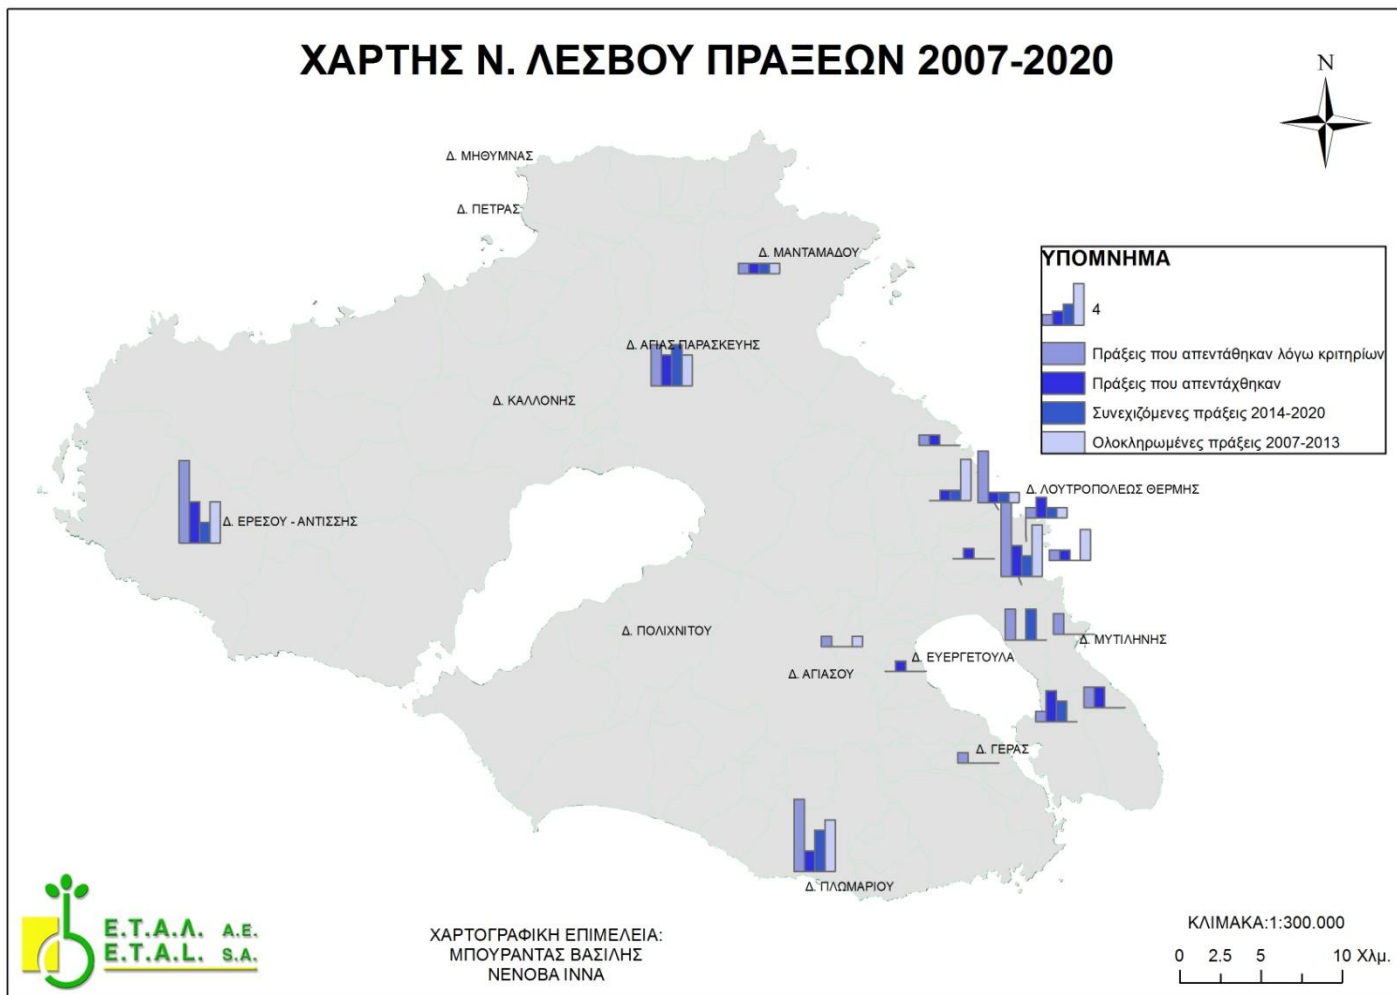 ΧΑΡΤΗΣ Ν. ΛΕΣΒΟΥ ΠΡΑΞΕΩΝ 2007-2020
N
Δ. ΜΗΘΥΜΝΑΣ
Δ. ΠΕΤΡΑΣ
Δ. ΜΑΝΤΑΜΑΔΟΥ
ΥΠΟΜΝΗΜΑ
4
Πράξεις που απεντάθηκαν λόγω κριτηρίων
Πράξεις που απεντάχθηκαν
Συνεχιζόμενες πράξεις 2014-2020
Ολοκληρωμένες πράξεις 2007-2013
Δ. ΑΓΙΑΣ ΠΑΡΑΣΚΕΥΗΣ
Δ. ΚΑΛΛΟΝΗΣ
Δ. ΛΟΥΤΡΟΠΟΛΕΩΣ ΘΕΡΜΗΣ
Δ. ΕΡΕΣΟΥ - ΑΝΤΙΣΣΗΣ
Δ. ΠΟΛΙΧΝΙΤΟΥ
Δ. ΜΥΤΙΛΗΝΗΣ
Δ. ΕΥΕΡΓΕΤΟΥΛΑ
Δ. ΑΓΙΑΣΟΥ
Δ. ΓΕΡΑΣ
Δ. ΠΛΩΜΑΡΙΟΥ
Ε.Τ.Α.Λ. Α.Ε.
E.T.A.L. S.A.
ΧΑΡΤΟΓΡΑΦΙΚΗ ΕΠΙΜΕΛΕΙΑ:
ΜΠΟΥΡΑΝΤΑΣ ΒΑΣΙΛΗΣ
ΝΕΝΟΒΑ ΙΝΝΑ
ΚΛΙΜΑΚΑ:1:300.000
0 2.5 5 10 Χλμ.